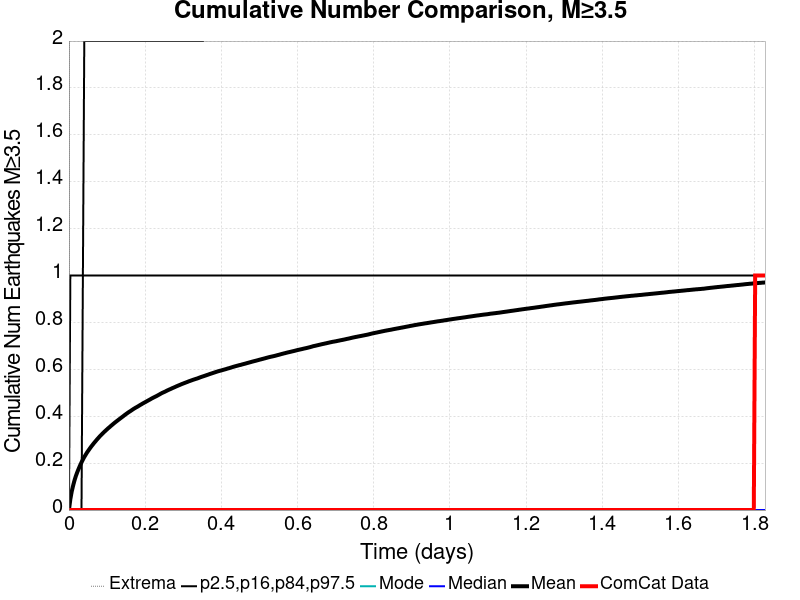 Cumulative Number Comparison, M≥3.5
Cumulative Num Earthquakes M≥3.5
2
1.8
1.6
1.4
1.2
1
0.8
0.6
0.4
0.2
0
0 0.2 0.4 0.6 0.8 1 1.2 1.4 1.6 1.8
Time (days)
Extrema p2.5,p16,p84,p97.5 Mode Median Mean ComCat Data